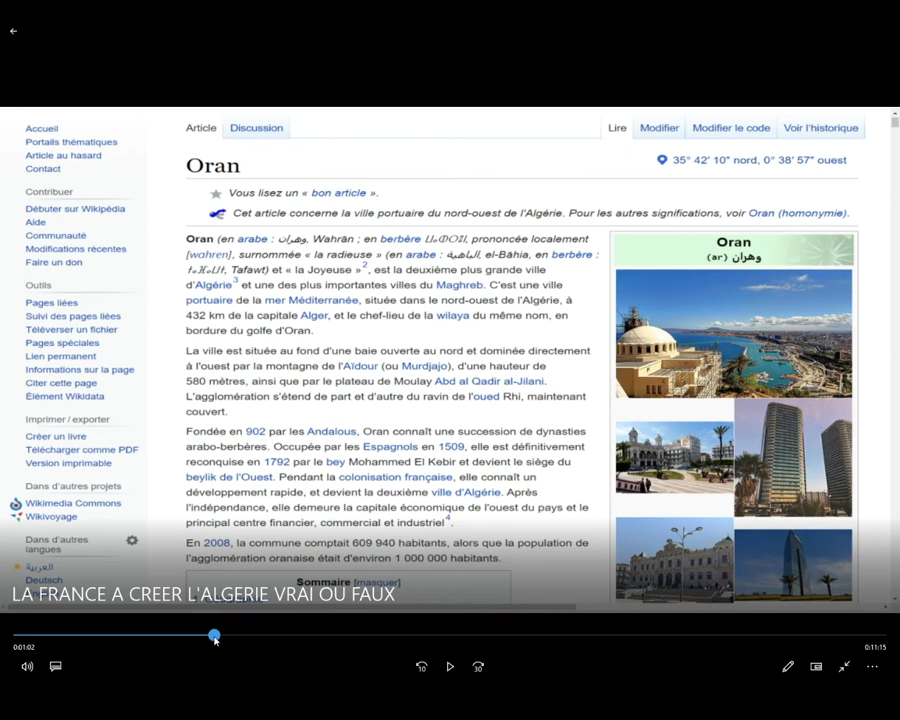 Accueil
Portails thématiques
Article au hasard
Contact
Contribuer
Débuter sur Wikipédia
Aide
Communauté
Modifications récentes
Faire un don
Outils
Pages liées
Suivi des pages liées
Téléverser un fichier
Pages spéciales
Lien permanent
Informations sur la page
Citer cette page
Élément Wikidata
Imprimer / exporter
Créer un livre
Télécharger comme PDF
Version imprimable
Dans d'autres projets
Wikimedia Commons
Wikivoyage
Dans d'autres
langues
العربية
Deutsch
Article Discussion Lire Modifier Modifier le code Voir l'historique
Oran
35° 42′ 10″ nord, 0° 38′ 57″ ouest
Vous lisez un « bon article ».
Cet article concerne la ville portuaire du nord-ouest de l'Algérie. Pour les autres significations, voir Oran (homonymie).
Oran (en arabe : وهران, Wahrān ; en berbère prononcée localement
[wahren], surnommée « la radieuse » (en arabe : الباهية, el-Bāhia, en berbère :
Tafawt) et « la Joyeuse »2, est la deuxième plus grande ville
d'Algérie3 et une des plus importantes villes du Maghreb. C'est une ville
portuaire de la mer Méditerranée, située dans le nord-ouest de l'Algérie, à
432 km de la capitale Alger, et le chef-lieu de la wilaya du même nom, en
bordure du golfe d'Oran.
La ville est située au fond d'une baie ouverte au nord et dominée directement
à l'ouest par la montagne de l'Aïdour (ou Murdjajo), d'une hauteur de
580 mètres, ainsi que par le plateau de Moulay Abd al Qadir al-Jilani.
L'agglomération s'étend de part et d'autre du ravin de l'oued Rhi, maintenant
couvert.
Fondée en 902 par les Andalous, Oran connaît une succession de dynasties
arabo-berbères. Occupée par les Espagnols en 1509, elle est définitivement
reconquise en 1792 par le bey Mohammed El Kebir et devient le siège du
beylik de l'Ouest. Pendant la colonisation française, elle connaît un
développement rapide, et devient la deuxième ville d'Algérie. Après
l'indépendance, elle demeure la capitale économique de l'ouest du pays et le
principal centre financier, commercial et industriel4.
En 2008, la commune comptait 609 940 habitants, alors que la population de
l'agglomération oranaise était d'environ 1 000 000 habitants.
Sommaire [masquer]
Oran
(ar) وهران
LA FRANCE A CREER L'ALGERIE VRAI OU FAUX
0:01:02
0:11:15
10
30